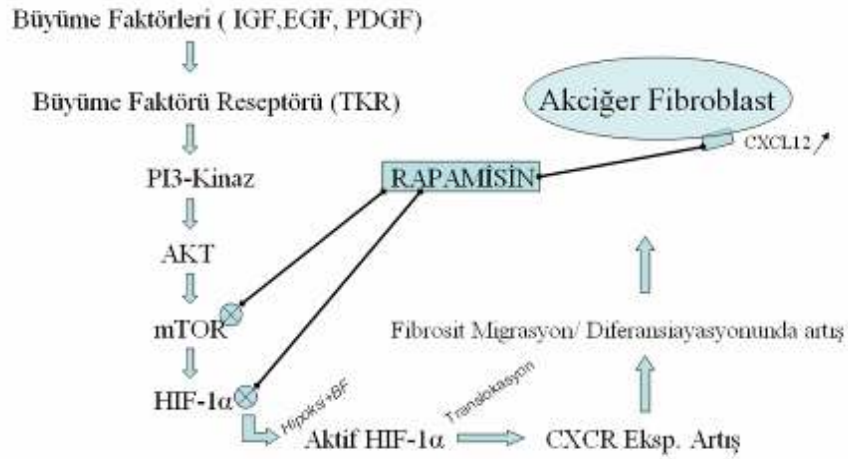 Büyüme Faktörleri ( IGF,EGF, PDGF)
Büyüme Faktörü Reseptörü (TKR)
Akciğer Fibroblast
CXCL12
PI3-Kinaz
RAPAMİSİN
AKT
mTOR
Fibrosit Migrasyon/ Diferansiayasyonunda artış
HIF-1α
Hipoksi+BF
Translokasyon
Aktif HIF-1α
CXCR Eksp. Artış